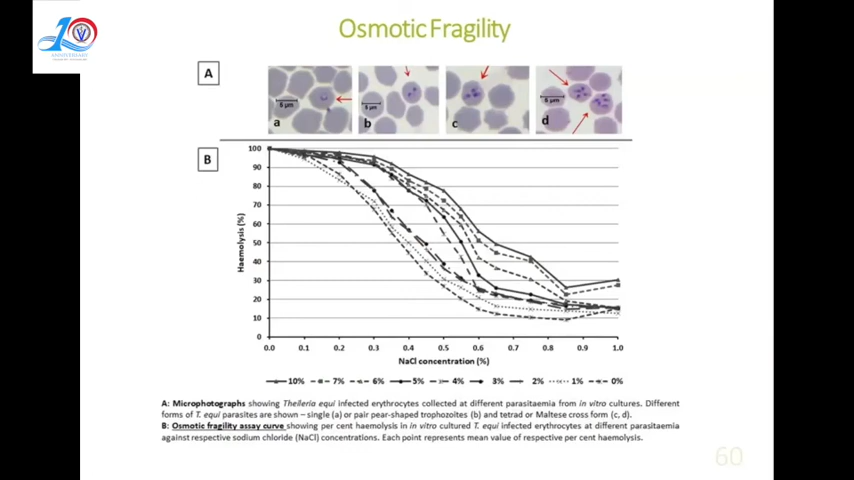 Osmotic Fragility
10
ANNIVERSARY
A
5 µm
a
5 µm
b
c
5 µm
d
B
Haemolysis (%)
100
90
80
70
60
50
40
30
20
10
0
0.0 0.1 0.2 0.3 0.4 0.5 0.6 0.7 0.8 0.9 1.0
NaCl concentration (%)
10% 7% 6% 5% 4% 3% 2% 1% 0%
A: Microphotographs showing Theileria equi infected erythrocytes collected at different parasitaemia from in vitro cultures. Different
forms of T. equi parasites are shown – single (a) or pair pear-shaped trophozoites (b) and tetrad or Maltese cross form (c, d).
B: Osmotic fragility assay curve showing per cent haemolysis in in vitro cultured T. equi infected erythrocytes at different parasitaemia
against respective sodium chloride (NaCl) concentrations. Each point represents mean value of respective per cent haemolysis.
60